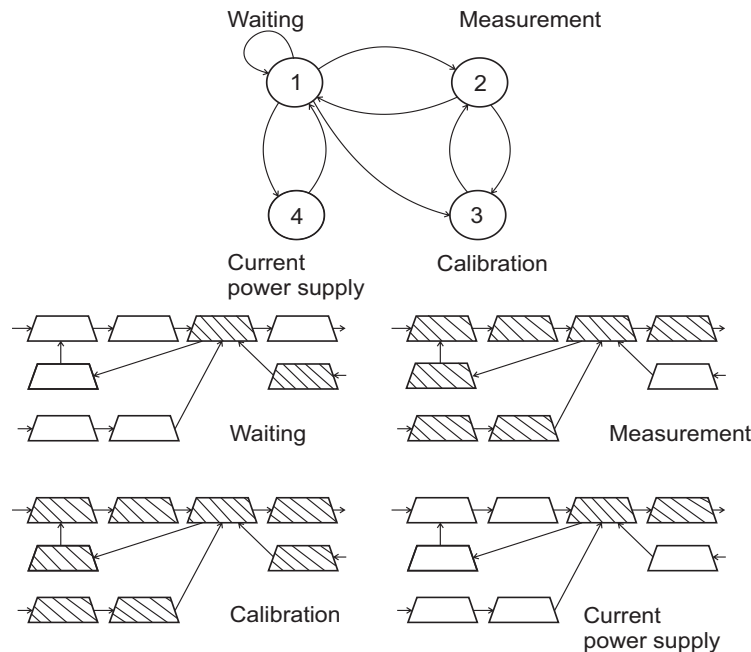 Waiting
Measurement
1
2
4
3
Current
power supply
Calibration
Waiting
Measurement
Calibration
Current
power supply